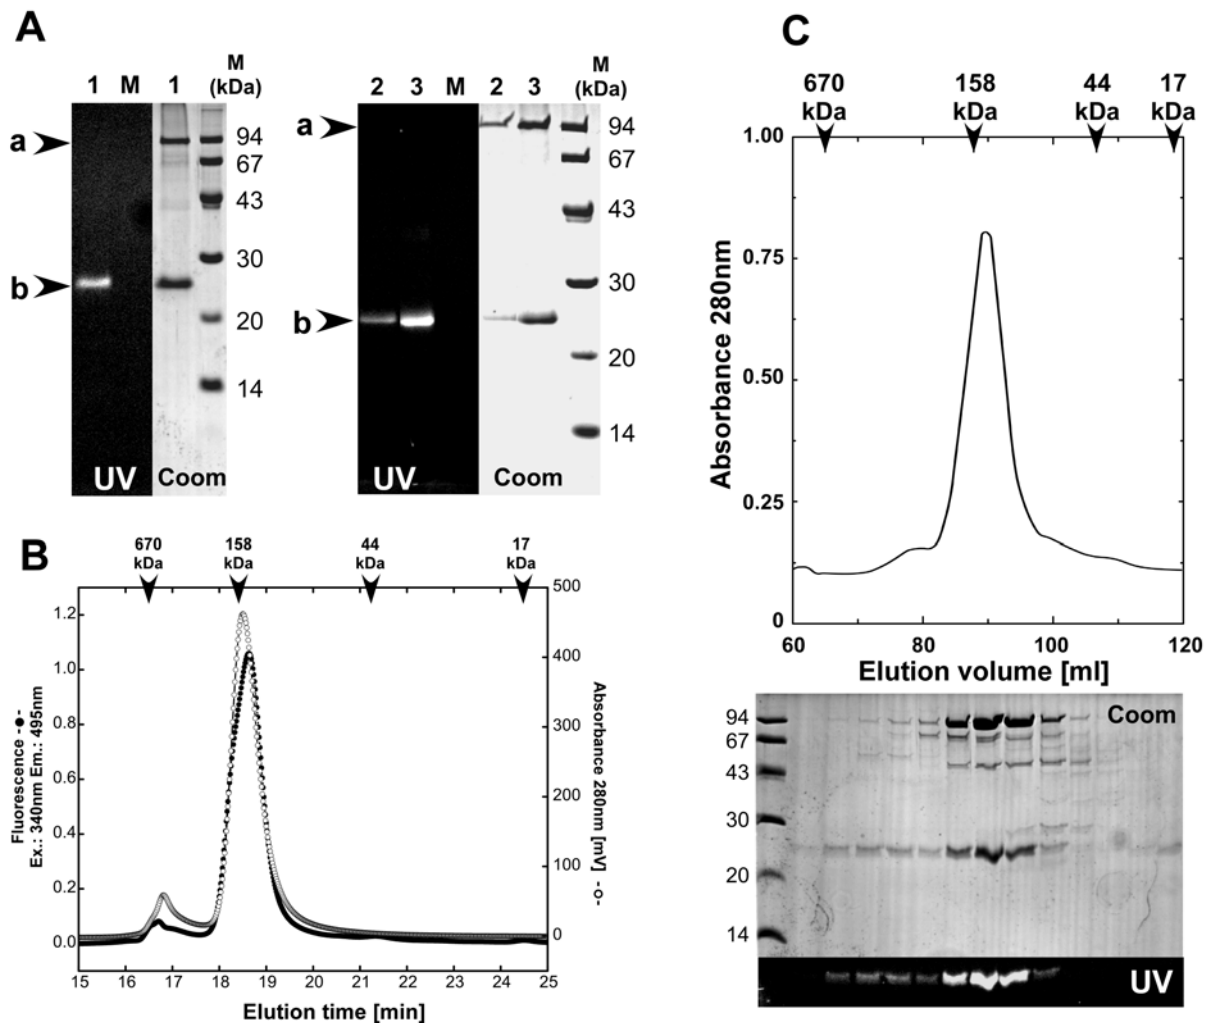 A
1 M 1 M (kDa)
a
b
94
67
43
30
20
14
UV
Coom
2 3 M 2 3 M (kDa)
a
b
94
67
43
30
20
14
UV
Coom
B
670 kDa
158 kDa
44 kDa
17 kDa
Fluorescence -●-
Ex.: 340nm Em.: 495nm
1.2
1.0
0.8
0.6
0.4
0.2
0.0
500
400
300
200
100
0
Absorbance 280nm [mV] -o-
15 16 17 18 19 20 21 22 23 24 25
Elution time [min]
C
670 kDa
158 kDa
44 kDa
17 kDa
Absorbance 280nm
1.00
0.75
0.50
0.25
0
60 80 100 120
Elution volume [ml]
94
67
43
30
20
14
Coom
UV